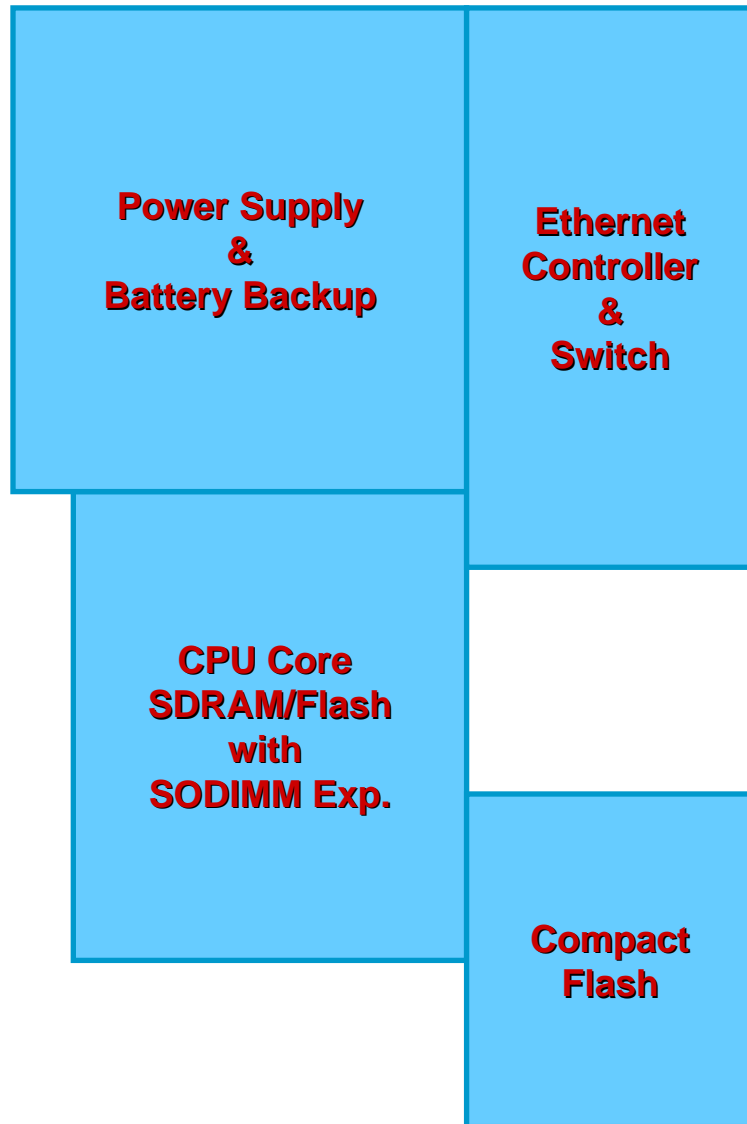 Power Supply
&
Battery Backup
Ethernet
Controller
&
Switch
CPU Core
SDRAM/Flash
with
SODIMM Exp.
Compact
Flash